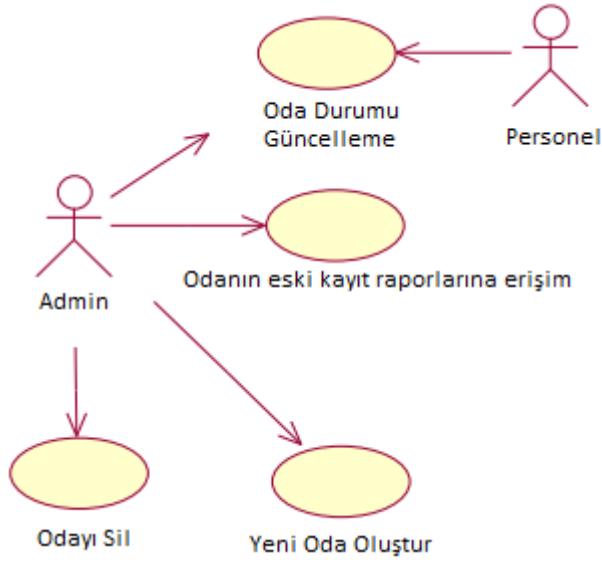 Oda Durumu
Güncelleme
Personel
Odanın eski kayıt raporlarına erişim
Admin
Odayı Sil
Yeni Oda Oluştur